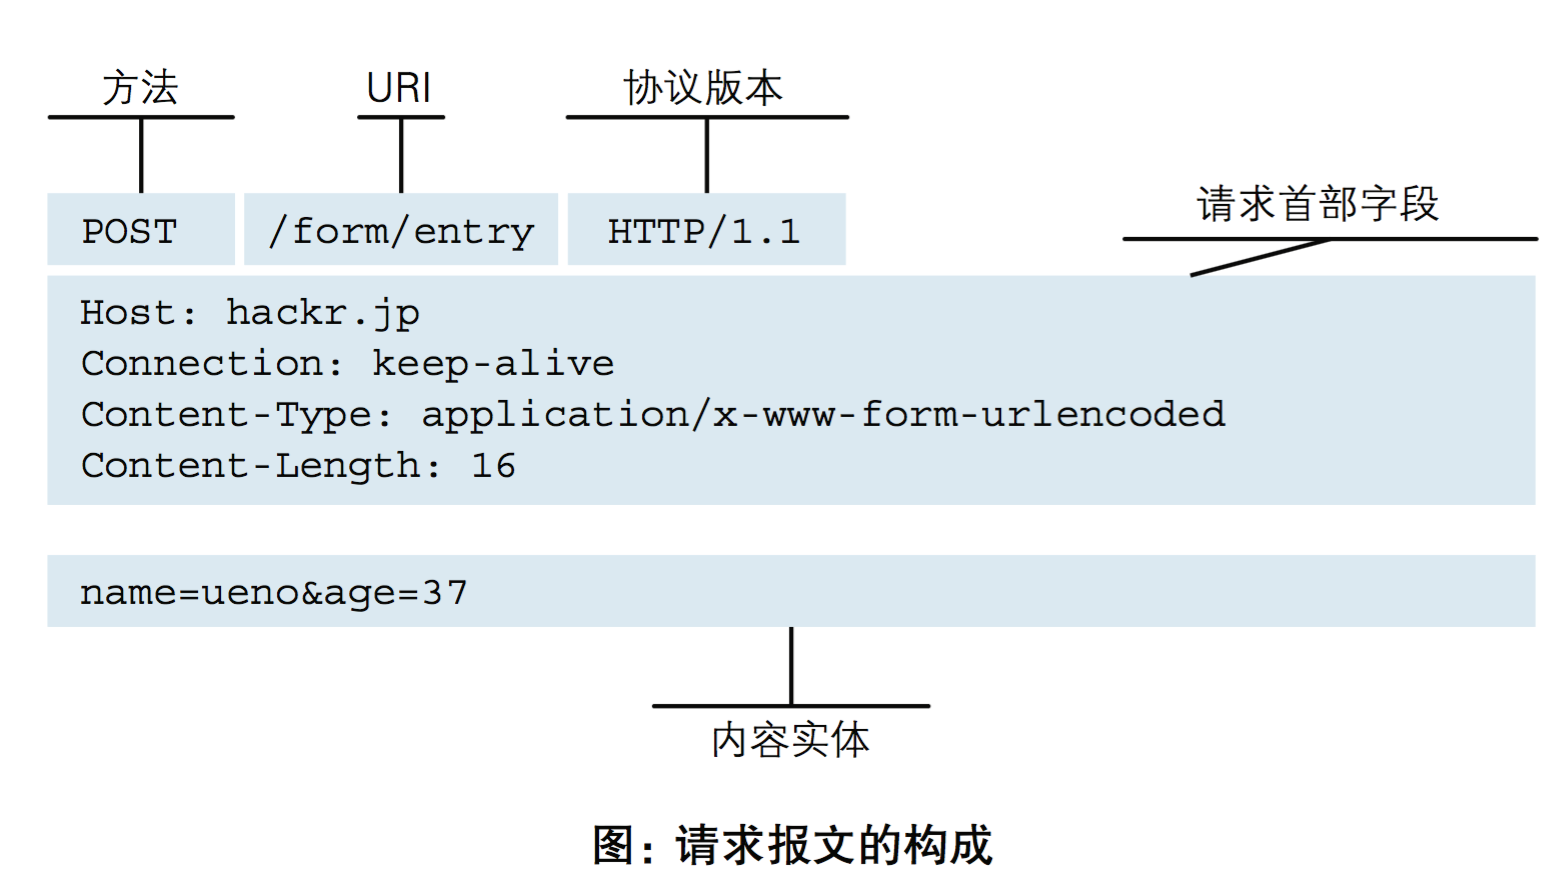 方法 URI 协议版本
POST /form/entry HTTP/1.1
请求首部字段
Host: hackr.jp
Connection: keep-alive
Content-Type: application/x-www-form-urlencoded
Content-Length: 16
name=ueno&age=37
内容实体
图：请求报文的构成